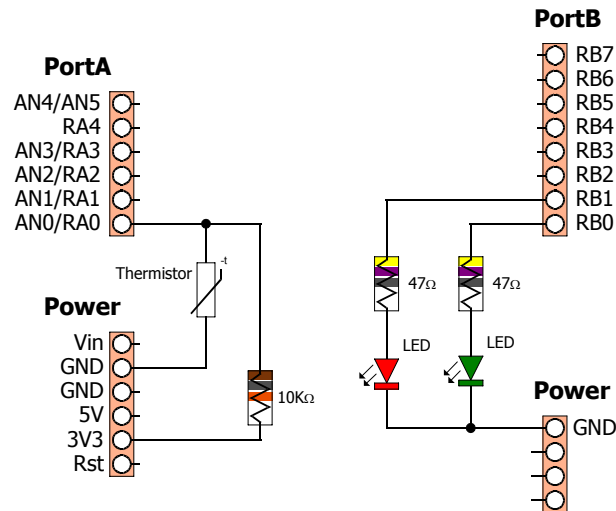 PortA
AN4/AN5
RA4
AN3/RA3
AN2/RA2
AN1/RA1
AN0/RA0
Thermistor
-t
Power
Vin
GND
GND
5V
3V3
Rst
10KΩ
PortB
RB7
RB6
RB5
RB4
RB3
RB2
RB1
RB0
47Ω
47Ω
LED
LED
Power
GND